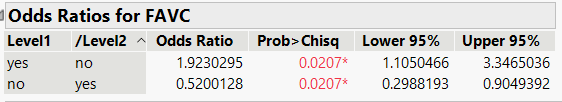 Odds Ratios for FAVC
Level1 /Level2 Odds Ratio Prob>Chisq Lower 95% Upper 95%
yes no 1.9230295 0.0207* 1.1050466 3.3465036
no yes 0.5200128 0.0207* 0.2988193 0.9049392